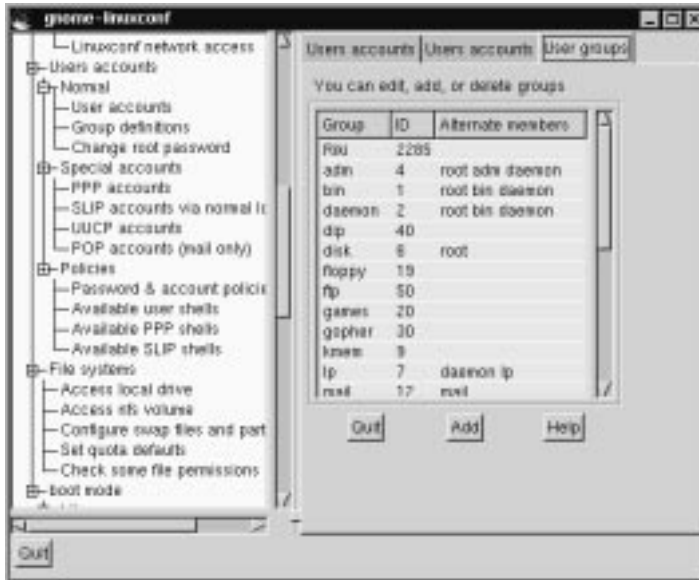 gnome-linuxconf
Linuxconf network access
Users accounts
Normal
User accounts
Group definitions
Change root password
Special accounts
PPP accounts
SLIP accounts via normal lo
UUCP accounts
POP accounts (mail only)
Policies
Password & account policie
Available user shells
Available PPP shells
Available SLIP shells
File systems
Access local drive
Access nfs volume
Configure swap files and part
Set quota defaults
Check some file permissions
boot mode
Quit
Users accounts Users accounts User groups
You can edit, add, or delete groups
Group ID Alternate members
2285
adm 4 root adm daemon
bin 1 root bin daemon
daemon 2 root bin daemon
dip 40
disk 6 root
floppy 19
ftp 50
games 20
gopher 30
kmem 9
lp 7 daemon lp
mail 12 mail
Quit Add Help